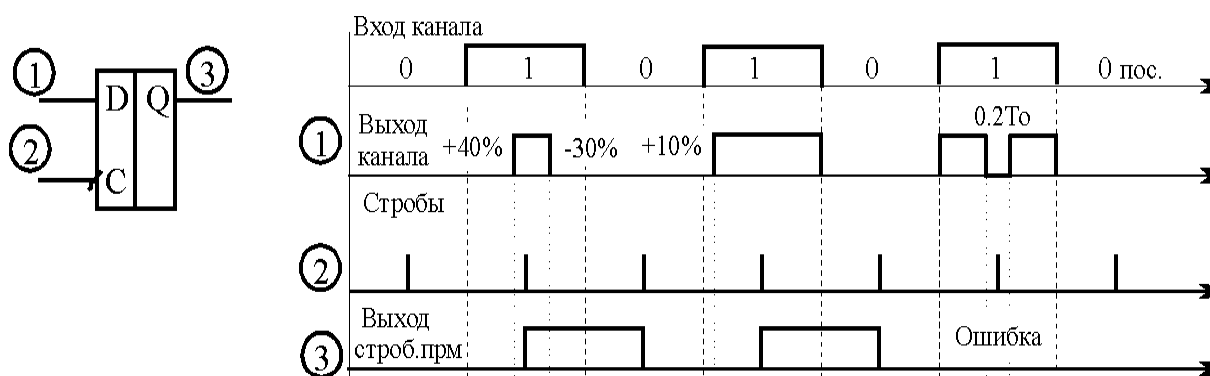 Вход канала
0 1 0 1 0 1 0 пос.
1 D Q 3
2 C
1 Выход канала +40% -30% +10% 0.2То
Стробы
2
3 Выход строб.прм Ошибка